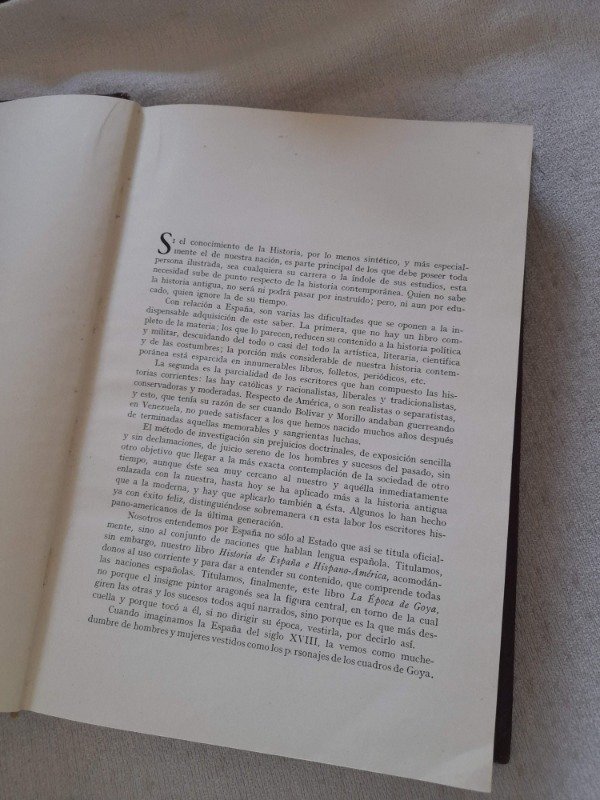 Si el conocimiento de la Historia, por lo menos sintético, y más especial-
mente el de nuestra nación, es parte principal de los que debe poseer toda
persona ilustrada, sea cualquiera su carrera o la índole de sus estudios, esta
necesidad sube de punto respecto de la historia contemporánea. Quien no sabe
la historia antigua, no será ni podrá pasar por instruído; pero, ni aun por edu-
cado, quien ignore la de su tiempo.
Con relación a España, son varias las dificultades que se oponen a la in-
dispensable adquisición de este saber. La primera, que no hay un libro com-
pleto de la materia; los que lo parecen, reducen su contenido a la historia política
y militar, descuidando del todo o casi del todo la artística, literaria, científica
y de las costumbres; la porción más considerable de nuestra historia contem-
poránea está esparcida en innumerables libros, folletos, periódicos, etc.
La segunda es la parcialidad de los escritores que han compuesto las his-
torias corrientes: las hay católicas y racionalistas, liberales y tradicionalistas,
conservadoras y moderadas. Respecto de América, o son realistas o separatistas,
y esto, que tenía su razón de ser cuando Bolívar y Morillo andaban guerreando
en Venezuela, no puede satisfacer a los que hemos nacido muchos años después
de terminadas aquellas memorables y sangrientas luchas.
El método de investigación sin prejuicios doctrinales, de exposición sencilla
y sin declamaciones, de juicio sereno de los hombres y sucesos del pasado, sin
otro objetivo que llegar a la más exacta contemplación de la sociedad de otro
tiempo, aunque éste sea muy cercano al nuestro y aquélla inmediatamente
enlazada con la nuestra, hasta hoy se ha aplicado más a la historia antigua
que a la moderna, y hay que aplicarlo también a ésta. Algunos lo han hecho
ya con éxito feliz, distinguiéndose sobremanera en esta labor los escritores his-
pano-americanos de la última generación.
Nosotros entendemos por España no sólo al Estado que así se titula oficial-
mente, sino al conjunto de naciones que hablan lengua española. Titulamos,
sin embargo, nuestro libro Historia de España e Hispano-América, acomodán-
donos al uso corriente y para dar a entender su contenido, que comprende todas
las naciones españolas. Titulamos, finalmente, este libro La Época de Goya,
no porque el insigne pintor aragonés sea la figura central, en torno de la cual
giren las otras y los sucesos todos aquí narrados, sino porque es la que más des-
cuella y porque tocó a él, si no dirigir su época, vestirla, por decirlo así.
Cuando imaginamos la España del siglo XVIII, la vemos como muche-
dumbre de hombres y mujeres vestidos como los personajes de los cuadros de Goya,